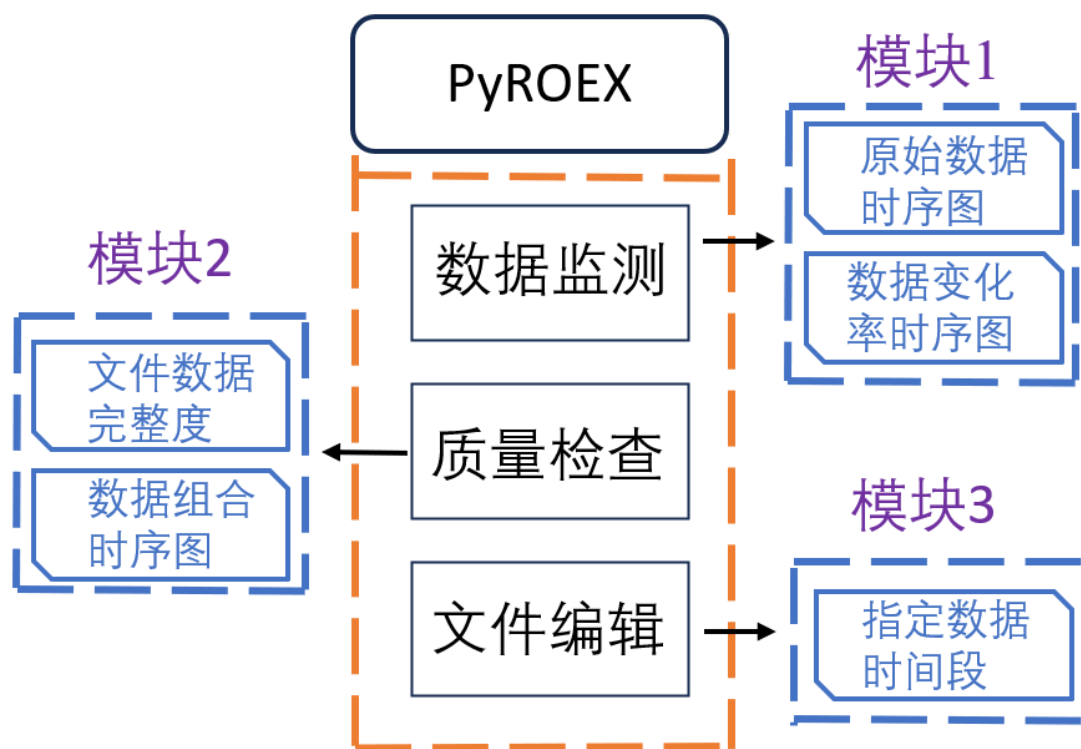 PyROEX
模块1
原始数据
时序图
数据变化
率时序图
数据监测
模块2
文件数据
完整度
数据组合
时序图
质量检查
模块3
指定数据
时间段
文件编辑